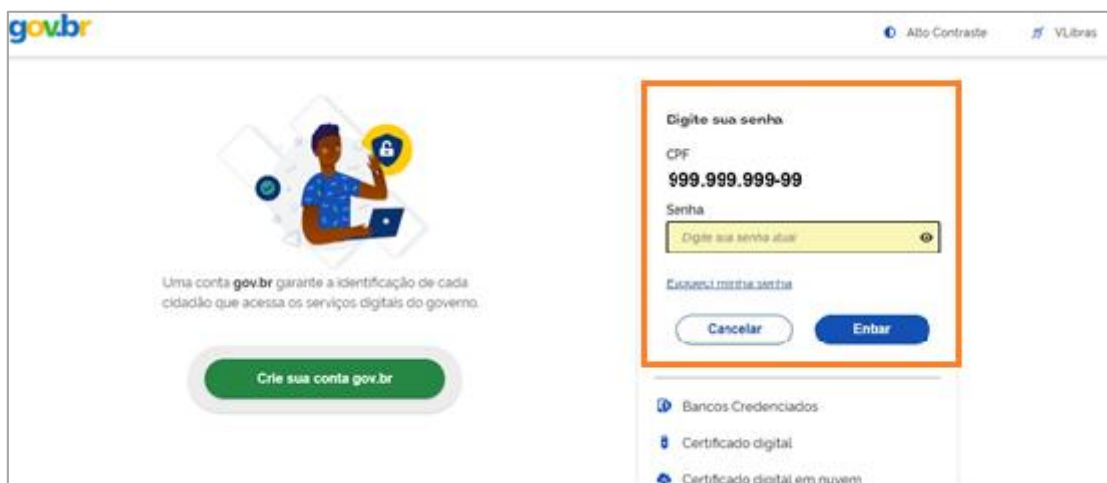 gov.br
Alto Contraste
VLibras
Digite sua senha
CPF
999.999.999-99
Senha
Digite sua senha atual
Esqueci minha senha
Cancelar
Enbar
Uma conta gov.br garante a identificação de cada
cidadão que acessa os serviços digitais do governo.
Crie sua conta gov.br
Bancos Credenciados
Certificado digital
Certificado digital em nuvem